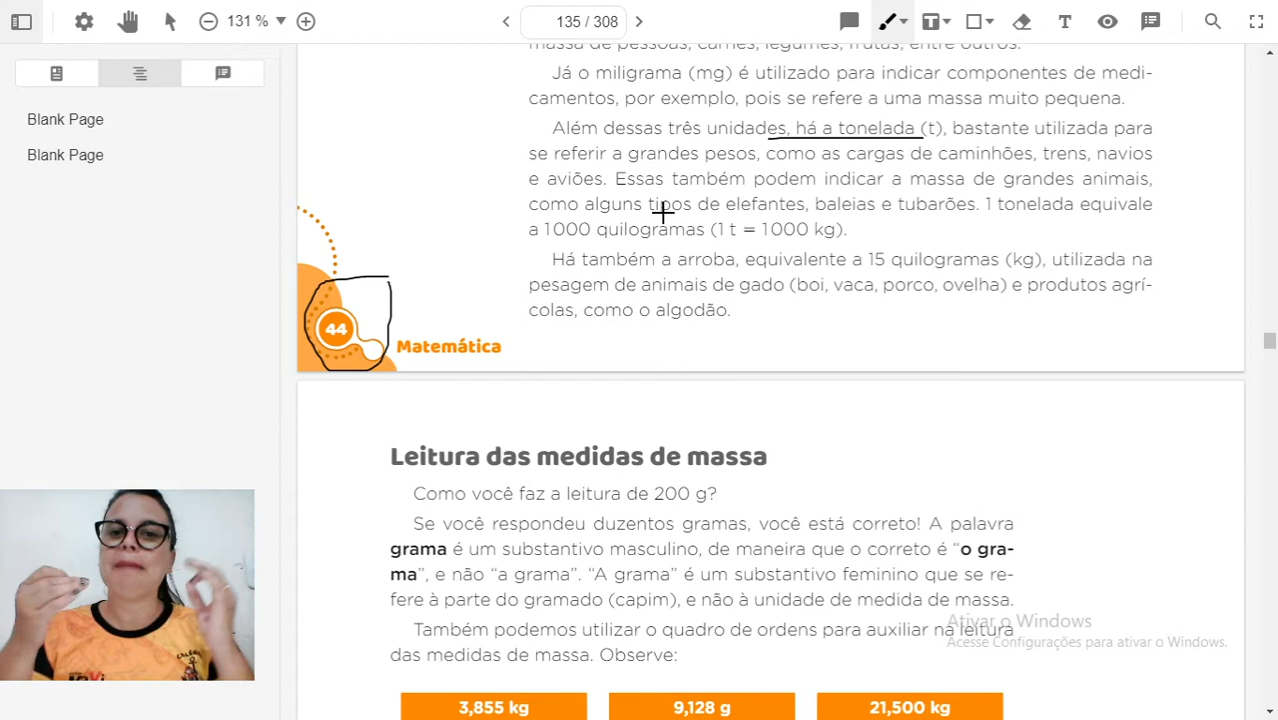 131 %
135 / 308
Blank Page
Blank Page
massa de pessoas, carnes, legumes, frutas, entre outros.
Já o miligrama (mg) é utilizado para indicar componentes de medi-
camentos, por exemplo, pois se refere a uma massa muito pequena.
Além dessas três unidades, há a tonelada (t), bastante utilizada para
se referir a grandes pesos, como as cargas de caminhões, trens, navios
e aviões. Essas também podem indicar a massa de grandes animais,
como alguns tipos de elefantes, baleias e tubarões. 1 tonelada equivale
a 1000 quilogramas (1 t = 1000 kg).
Há também a arroba, equivalente a 15 quilogramas (kg), utilizada na
pesagem de animais de gado (boi, vaca, porco, ovelha) e produtos agrí-
colas, como o algodão.
44
Matemática
Leitura das medidas de massa
Como você faz a leitura de 200 g?
Se você respondeu duzentos gramas, você está correto! A palavra
grama é um substantivo masculino, de maneira que o correto é “o gra-
ma”, e não “a grama”. “A grama” é um substantivo feminino que se re-
fere à parte do gramado (capim), e não à unidade de medida de massa.
Também podemos utilizar o quadro de ordens para auxiliar na leitura
das medidas de massa. Observe:
3,855 kg
9,128 g
21,500 kg
Ativar o Windows
Acesse Configurações para ativar o Windows.